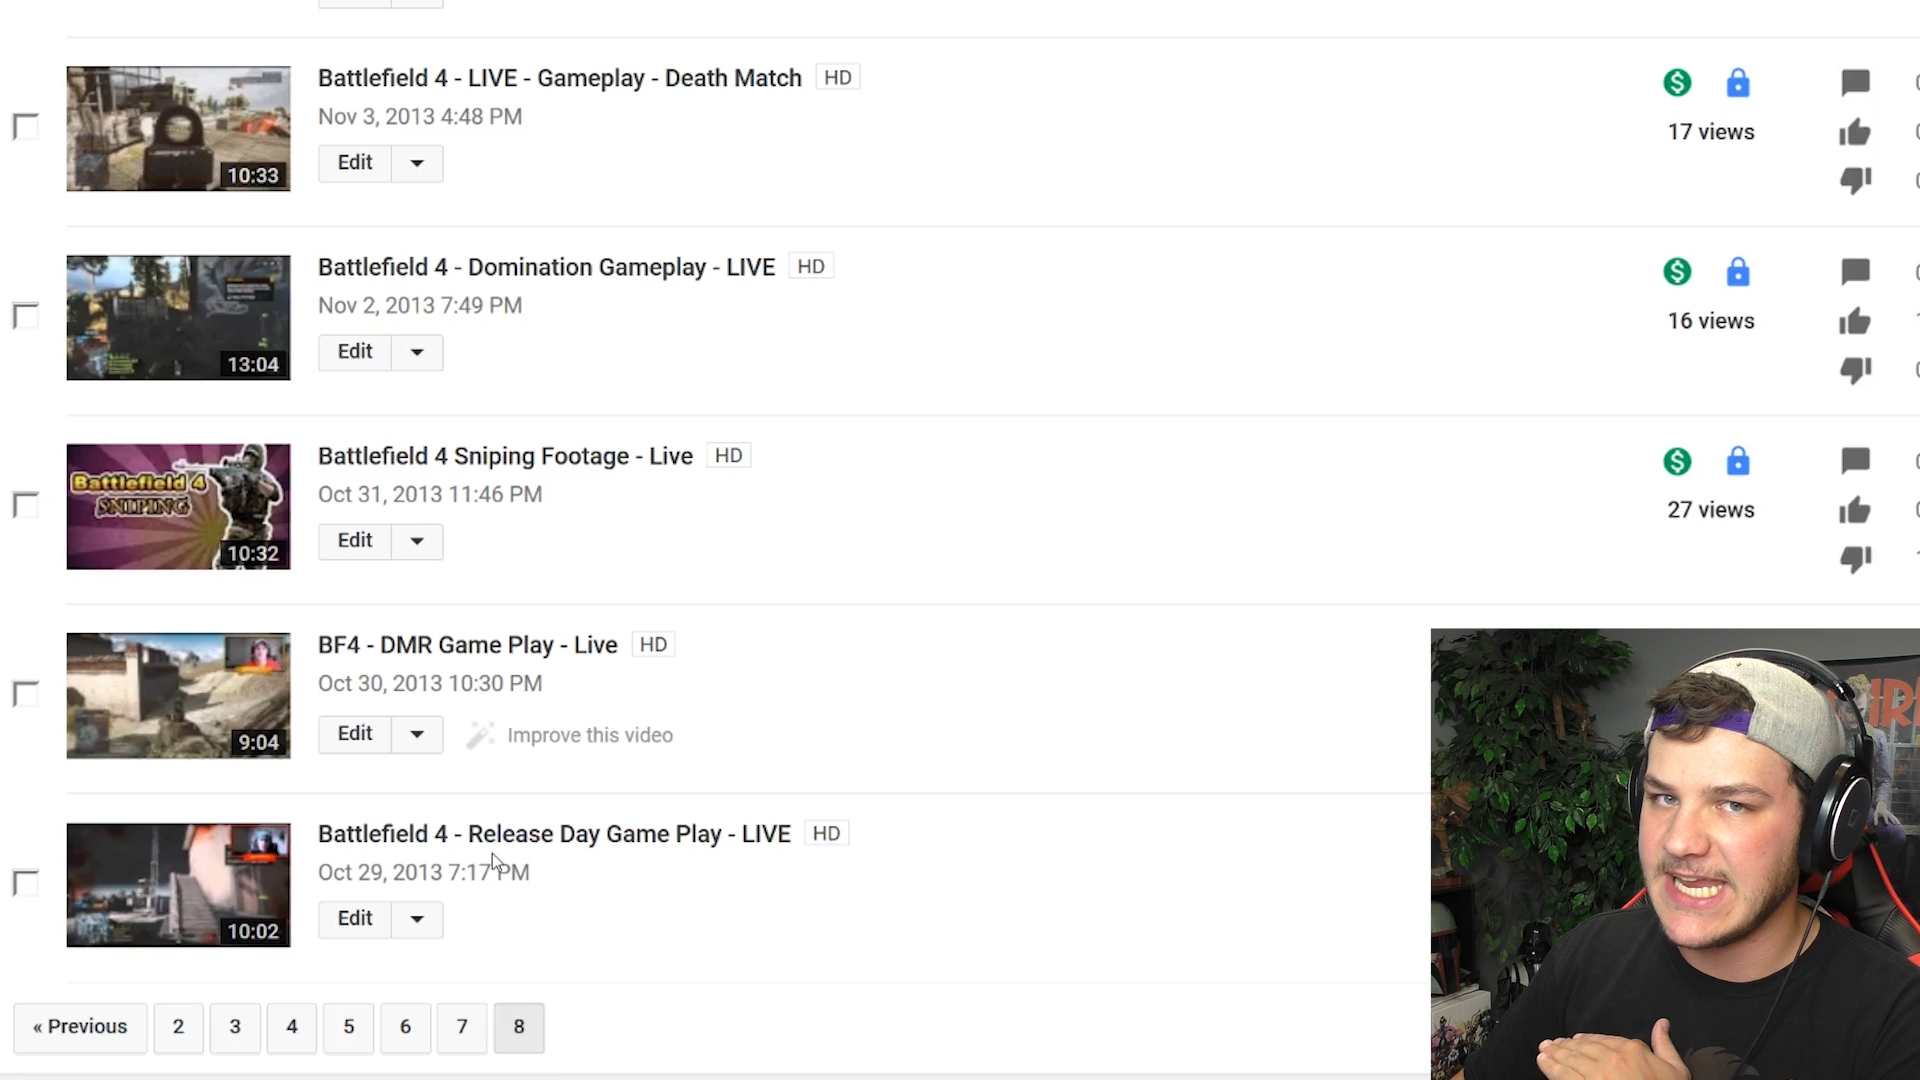 Battlefield 4 - LIVE - Gameplay - Death Match HD
Nov 3, 2013 4:48 PM
Edit
10:33
17 views
Battlefield 4 - Domination Gameplay - LIVE HD
Nov 2, 2013 7:49 PM
Edit
13:04
16 views
Battlefield 4 Sniping Footage - Live HD
Oct 31, 2013 11:46 PM
Edit
Battlefield 4
SNIPING
10:32
27 views
BF4 - DMR Game Play - Live HD
Oct 30, 2013 10:30 PM
Edit Improve this video
9:04
Battlefield 4 - Release Day Game Play - LIVE HD
Oct 29, 2013 7:17 PM
Edit
10:02
« Previous 2 3 4 5 6 7 8